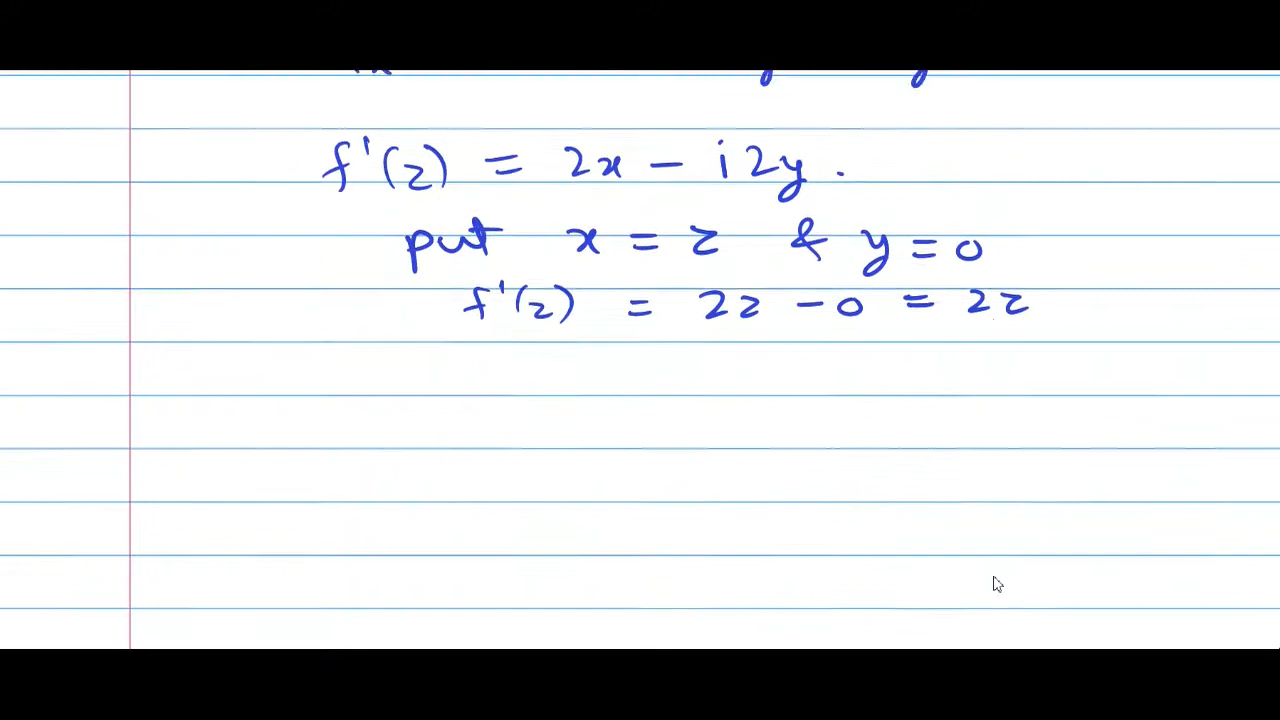 f'(z) = 2x - i2y.
put x = z & y = 0
f'(z) = 2z - 0 = 2z